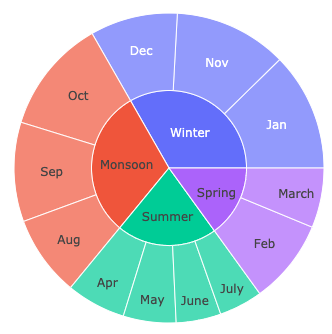 Dec
Nov
Oct
Jan
Winter
Monsoon
Sep
Spring
March
Summer
Aug
Feb
Apr
July
May
June